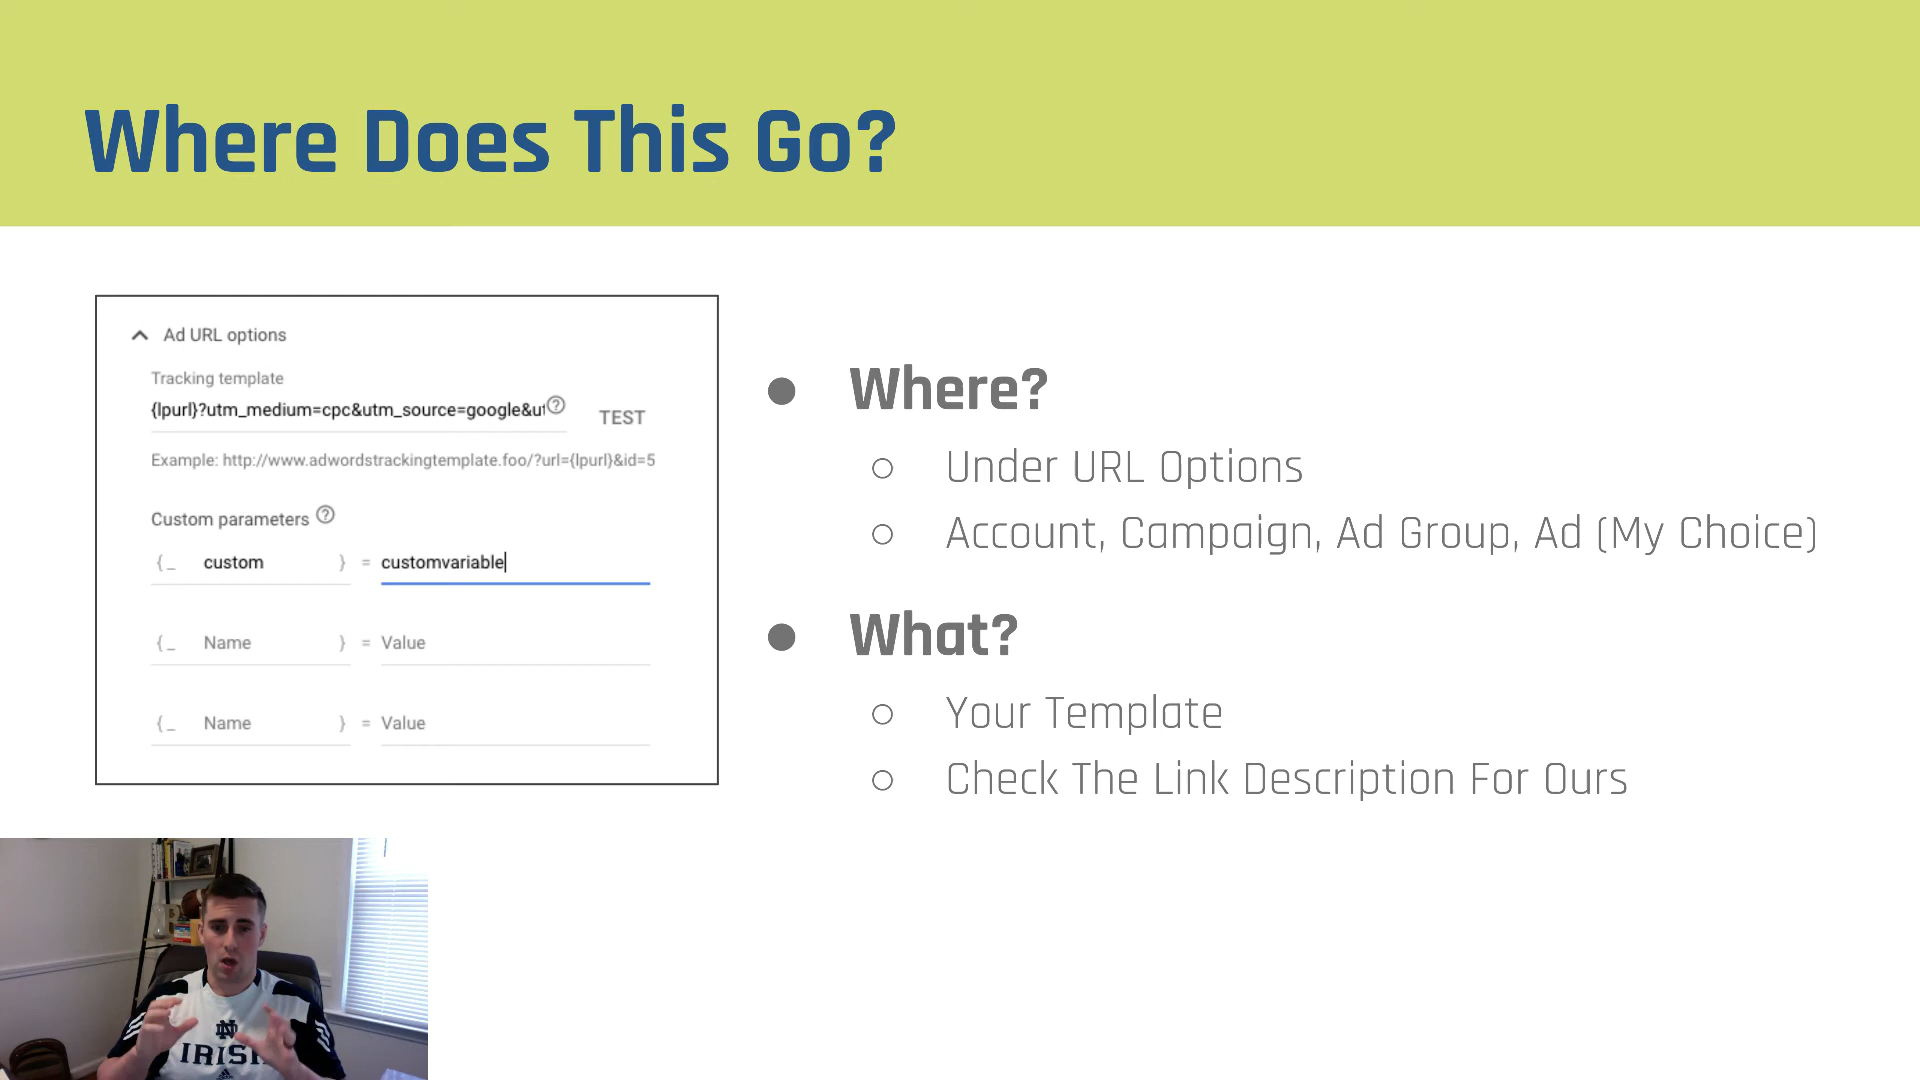 Where Does This Go?
Ad URL options
Tracking template
{lpurl}?utm_medium=cpc&utm_source=google&ut
TEST
Example: http://www.adwordstrackingtemplate.foo/?url={lpurl}&id=5
Custom parameters
{_ custom } = customvariable
{_ Name } = Value
{_ Name } = Value
● Where?
○ Under URL Options
○ Account, Campaign, Ad Group, Ad (My Choice)
● What?
○ Your Template
○ Check The Link Description For Ours
IRISH